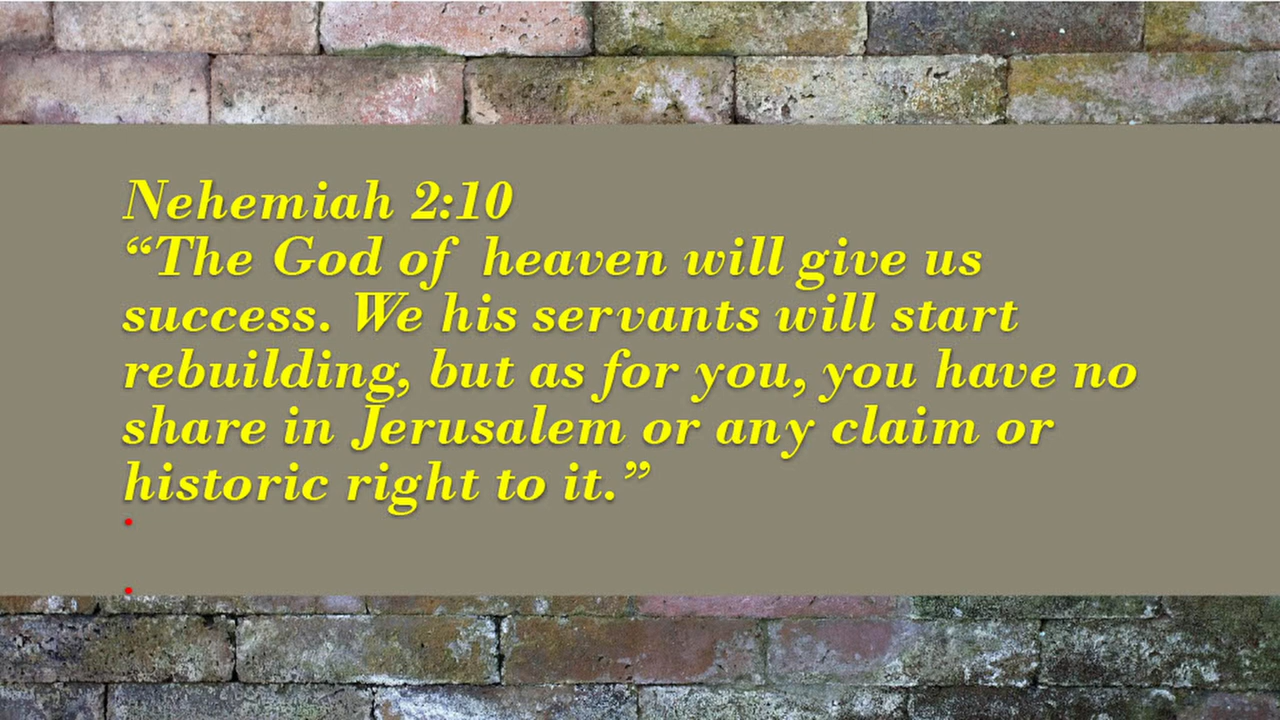 Nehemiah 2:10
“The God of  heaven will give us
success. We his servants will start
rebuilding, but as for you, you have no
share in Jerusalem or any claim or
historic right to it.”